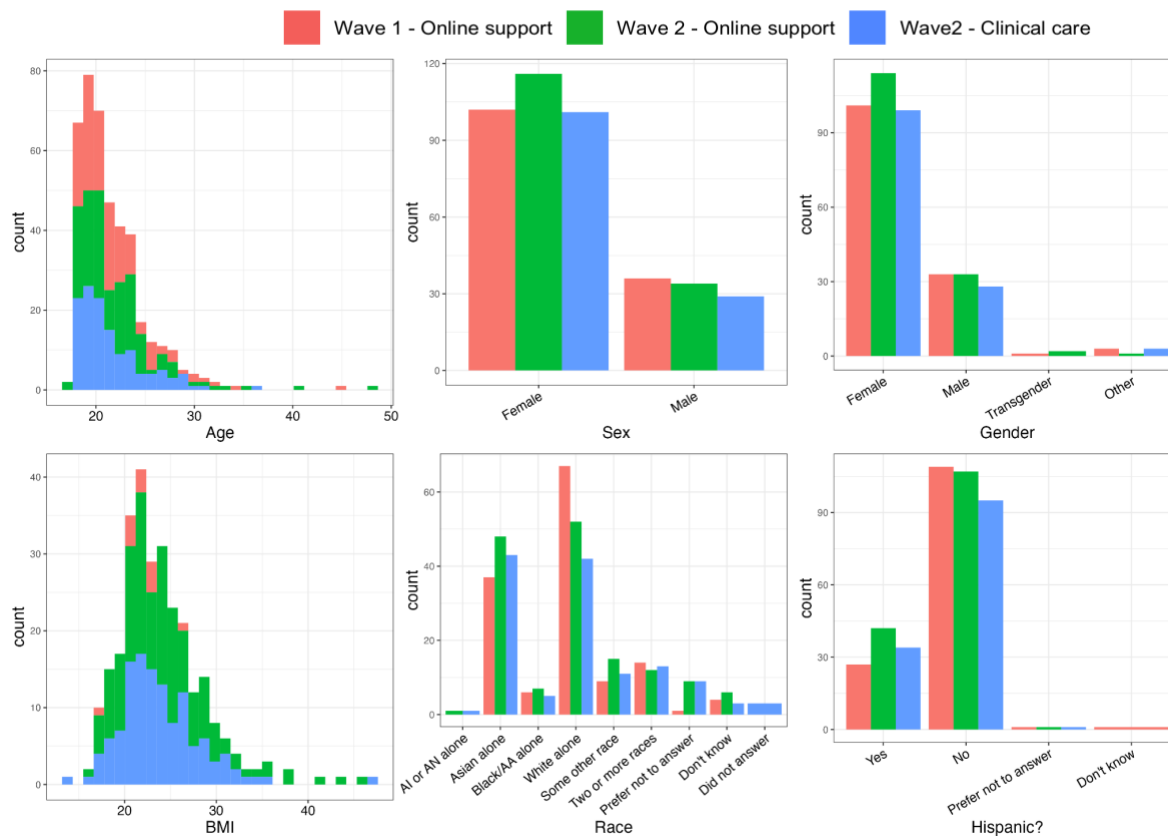 Wave 1 - Online support Wave 2 - Online support Wave2 - Clinical care
80
60
40
20
0
count
20 30 40 50
Age
120
90
60
30
0
count
Female Male
Sex
90
60
30
0
count
Female Male Transgender Other
Gender
40
30
20
10
0
count
20 30 40
BMI
60
40
20
0
count
AI or AN alone Asian alone Black/AA alone White alone Some other race Two or more races Prefer not to answer Don't know Did not answer
Race
90
60
30
0
count
Yes No Prefer not to answer Don't know
Hispanic?